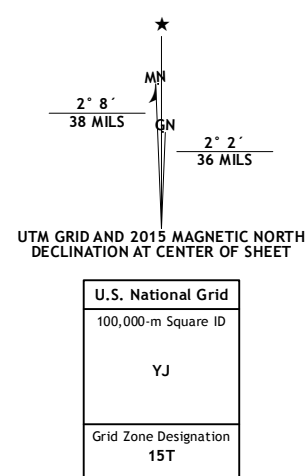 ★
MN
2° 8´
38 MILS
GN
2° 2´
36 MILS
UTM GRID AND 2015 MAGNETIC NORTH
DECLINATION AT CENTER OF SHEET
U.S. National Grid
100,000-m Square ID
YJ
Grid Zone Designation
15T